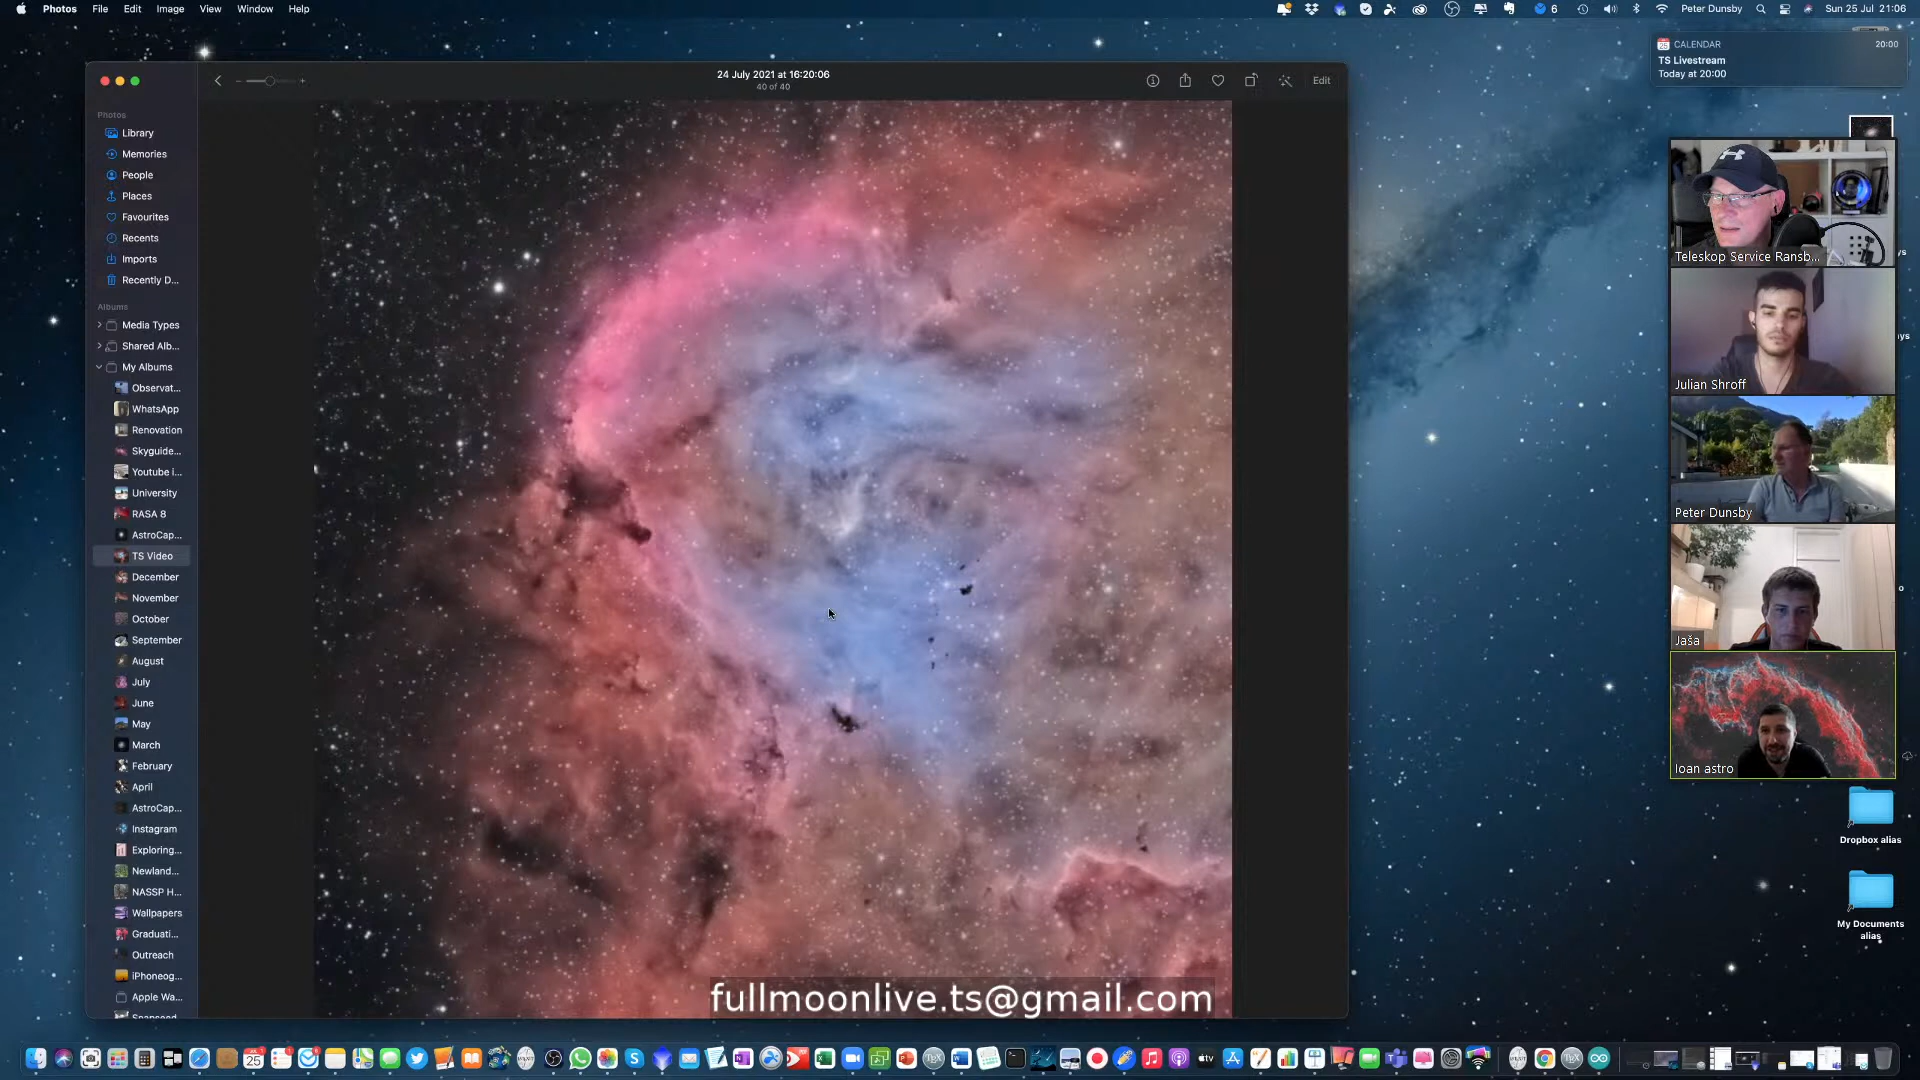 Photos File Edit Image View Window Help
6 Peter Dunsby Sun 25 Jul 21:06
CALENDAR 20:00
TS Livestream
Today at 20:00
24 July 2021 at 16:20:06
40 of 40
Edit
Photos
Library
Memories
People
Places
Favourites
Recents
Imports
Recently D...
Albums
Media Types
Shared Alb...
My Albums
Observat...
WhatsApp
Renovation
Skyguide...
Youtube i...
University
RASA 8
AstroCap...
TS Video
December
November
October
September
August
July
June
May
March
February
April
AstroCap...
Instagram
Exploring...
Newland...
NASSP H...
Wallpapers
Graduati...
Outreach
iPhoneog...
Apple Wa...
Teleskop Service Ransb...
Julian Shroff
Peter Dunsby
Jaša
Ioan astro
Dropbox alias
My Documents
alias
fullmoonlive.ts@gmail.com